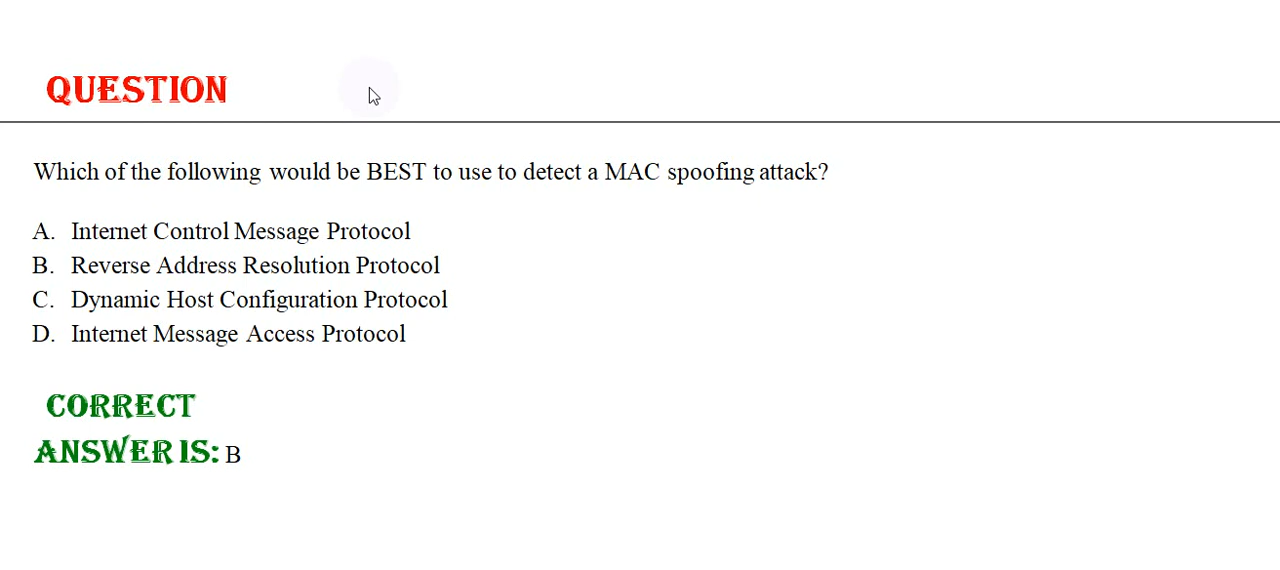 QUESTION
Which of the following would be BEST to use to detect a MAC spoofing attack?
A. Internet Control Message Protocol
B. Reverse Address Resolution Protocol
C. Dynamic Host Configuration Protocol
D. Internet Message Access Protocol
CORRECT
ANSWER IS: B